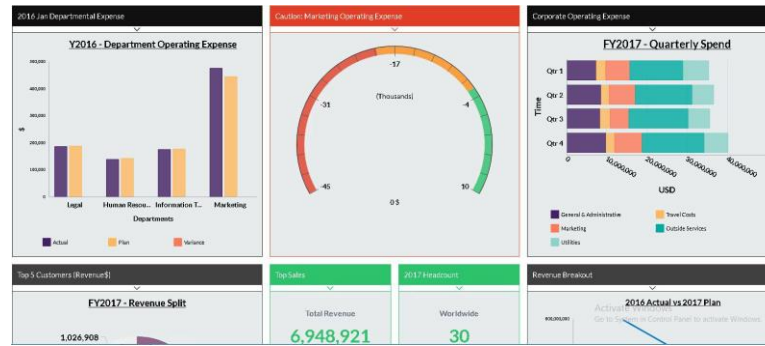 2016 Jan Departmental Expense
Y2016 - Department Operating Expense
500,000
400,000
300,000
200,000
100,000
0
$
Legal
Human Reso...
Information T...
Marketing
Departments
Actual
Plan
Variance
Caution: Marketing Operating Expense
-17
(Thousands)
-31
-4
-45
10
0 $
Corporate Operating Expense
FY2017 - Quarterly Spend
Time
Qtr 1
Qtr 2
Qtr 3
Qtr 4
0
10,000,000
20,000,000
30,000,000
40,000,000
USD
General & Administrative
Travel Costs
Marketing
Outside Services
Utilities
Top 5 Customers (Revenue$)
FY2017 - Revenue Split
1,026,908
Top Sales
Total Revenue
6,948,921
2017 Headcount
Worldwide
30
Revenue Breakout
2016 Actual vs 2017 Plan
Activate Windows
Go to System in Control Panel to activate Windows.